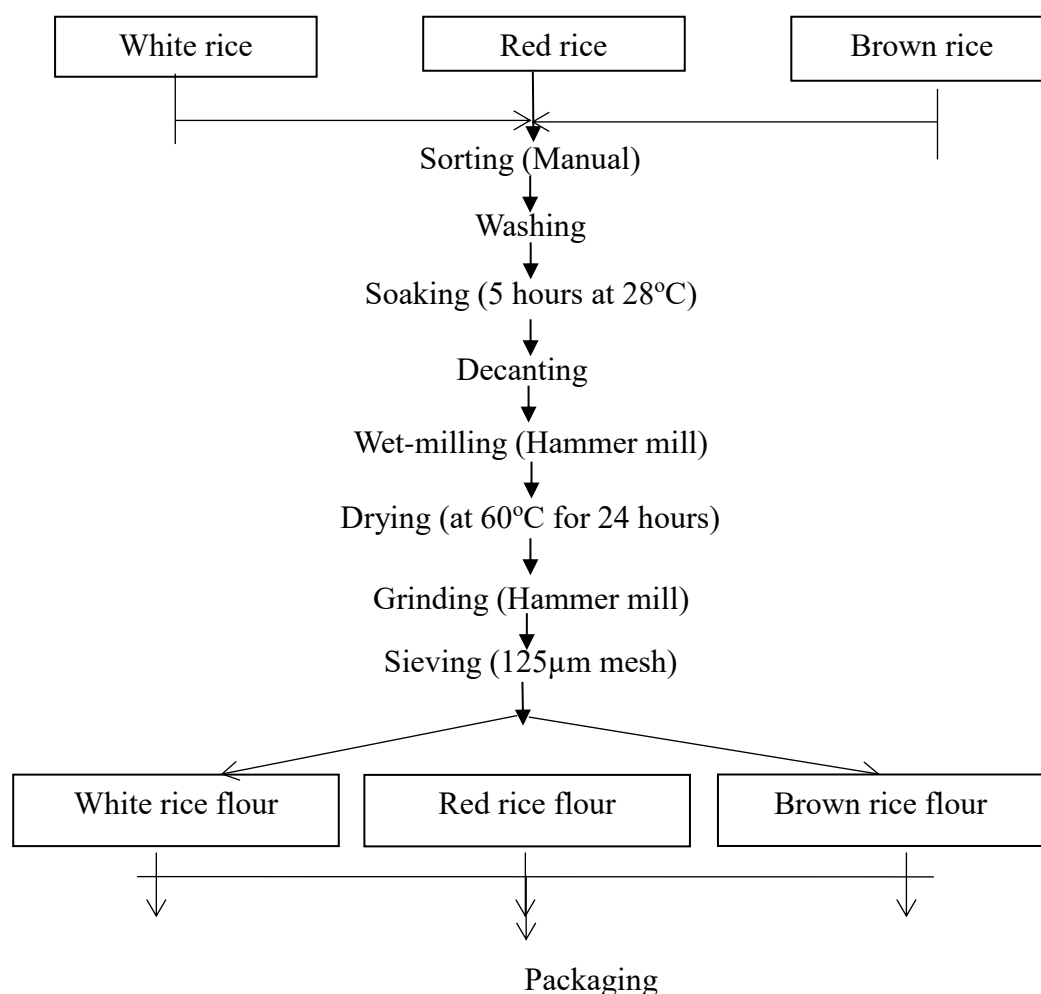 White rice
Red rice
Brown rice
Sorting (Manual)
Washing
Soaking (5 hours at 28ºC)
Decanting
Wet-milling (Hammer mill)
Drying (at 60ºC for 24 hours)
Grinding (Hammer mill)
Sieving (125µm mesh)
White rice flour
Red rice flour
Brown rice flour
Packaging